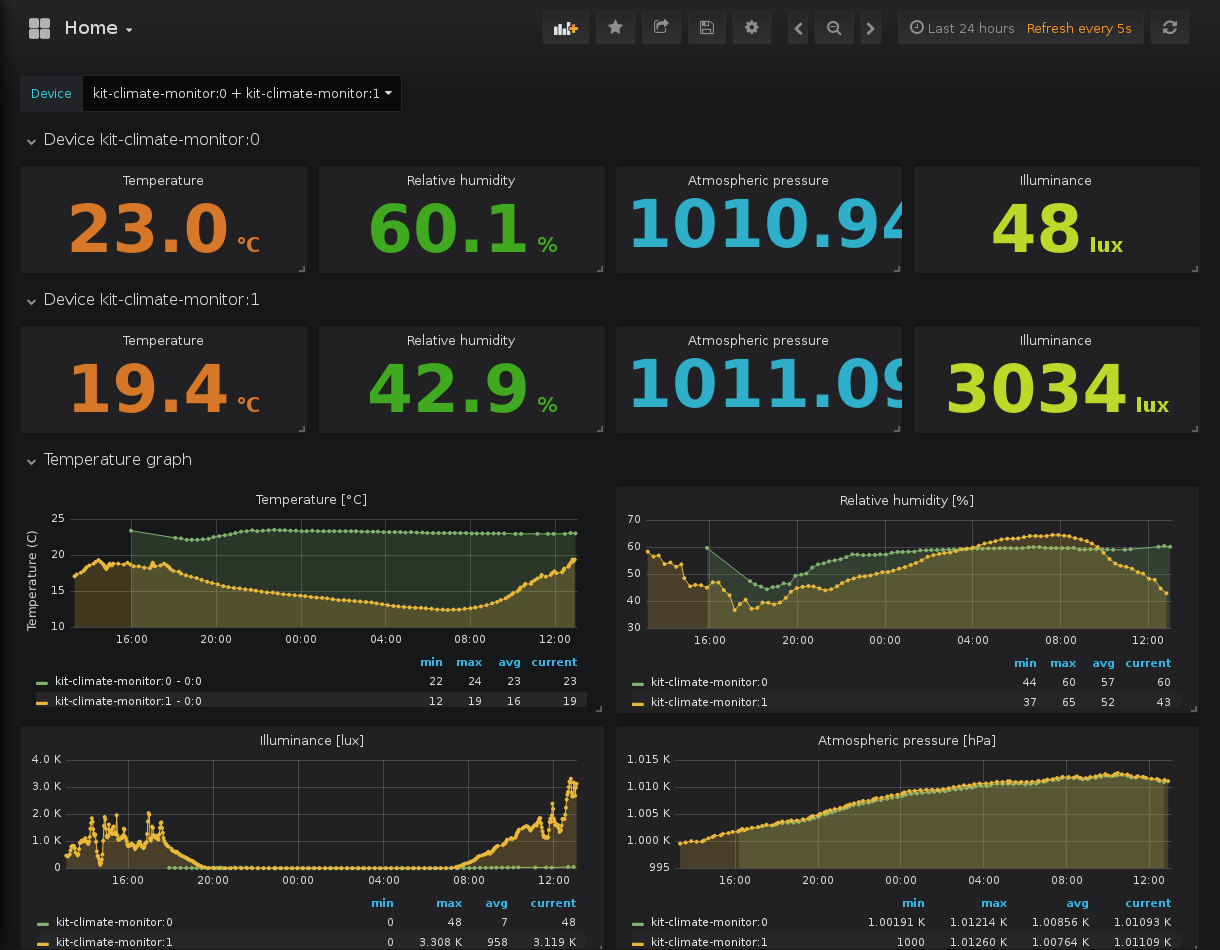 Home
Last 24 hours Refresh every 5s
Device kit-climate-monitor:0 + kit-climate-monitor:1
Device kit-climate-monitor:0
Temperature Relative humidity Atmospheric pressure Illuminance
23.0 °C 60.1 % 1010.94 48 lux
Device kit-climate-monitor:1
Temperature Relative humidity Atmospheric pressure Illuminance
19.4 °C 42.9 % 1011.09 3034 lux
Temperature graph
Temperature [°C]
Temperature (C)
25
20
15
10
16:00 20:00 00:00 04:00 08:00 12:00
min max avg current
kit-climate-monitor:0 - 0:0 22 24 23 23
kit-climate-monitor:1 - 0:0 12 19 16 19
Relative humidity [%]
70
60
50
40
30
16:00 20:00 00:00 04:00 08:00 12:00
min max avg current
kit-climate-monitor:0 44 60 57 60
kit-climate-monitor:1 37 65 52 43
Illuminance [lux]
4.0 K
3.0 K
2.0 K
1.0 K
0
16:00 20:00 00:00 04:00 08:00 12:00
min max avg current
kit-climate-monitor:0 0 48 7 48
kit-climate-monitor:1 0 3.308 K 958 3.119 K
Atmospheric pressure [hPa]
1.015 K
1.010 K
1.005 K
1.000 K
995
16:00 20:00 00:00 04:00 08:00 12:00
min max avg current
kit-climate-monitor:0 1.00191 K 1.01214 K 1.00856 K 1.01093 K
kit-climate-monitor:1 1000 1.01260 K 1.00764 K 1.01109 K